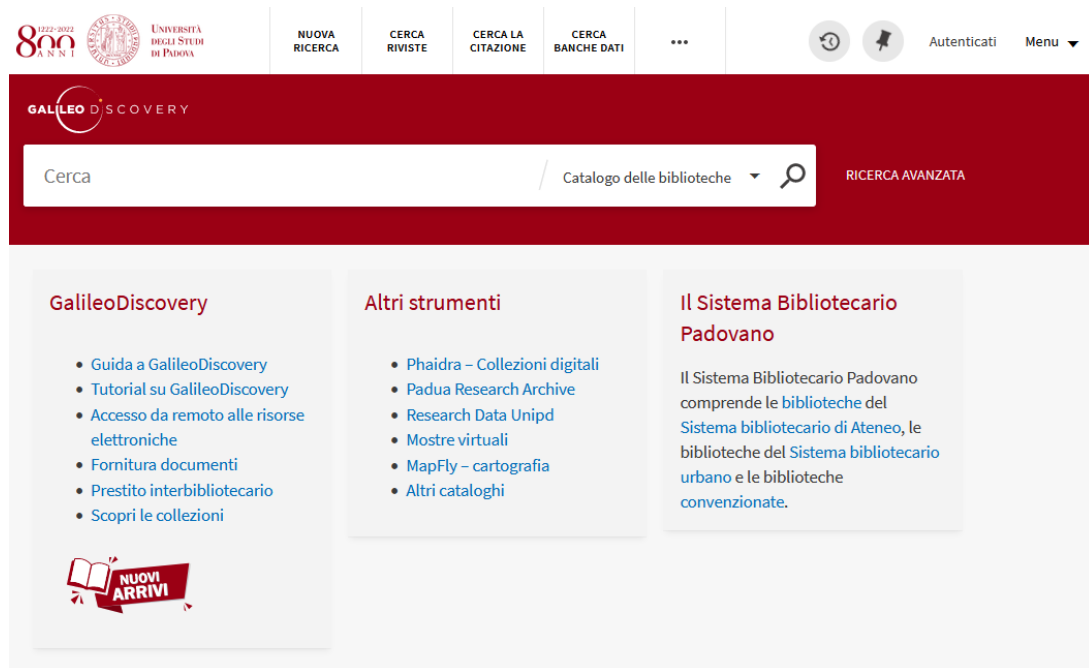 1222-2022
800
ANNI
UNIVERSITÀ
DEGLI STUDI
DI PADOVA
NUOVA
RICERCA
CERCA
RIVISTE
CERCA LA
CITAZIONE
CERCA
BANCHE DATI
•••
Autenticati
Menu
GALILEO DISCOVERY
Cerca
Catalogo delle biblioteche
RICERCA AVANZATA
GalileoDiscovery
• Guida a GalileoDiscovery
• Tutorial su GalileoDiscovery
• Accesso da remoto alle risorse
elettroniche
• Fornitura documenti
• Prestito interbibliotecario
• Scopri le collezioni
NUOVI
ARRIVI
Altri strumenti
• Phaidra – Collezioni digitali
• Padua Research Archive
• Research Data Unipd
• Mostre virtuali
• MapFly – cartografia
• Altri cataloghi
Il Sistema Bibliotecario
Padovano
Il Sistema Bibliotecario Padovano
comprende le biblioteche del
Sistema bibliotecario di Ateneo, le
biblioteche del Sistema bibliotecario
urbano e le biblioteche
convenzionate.